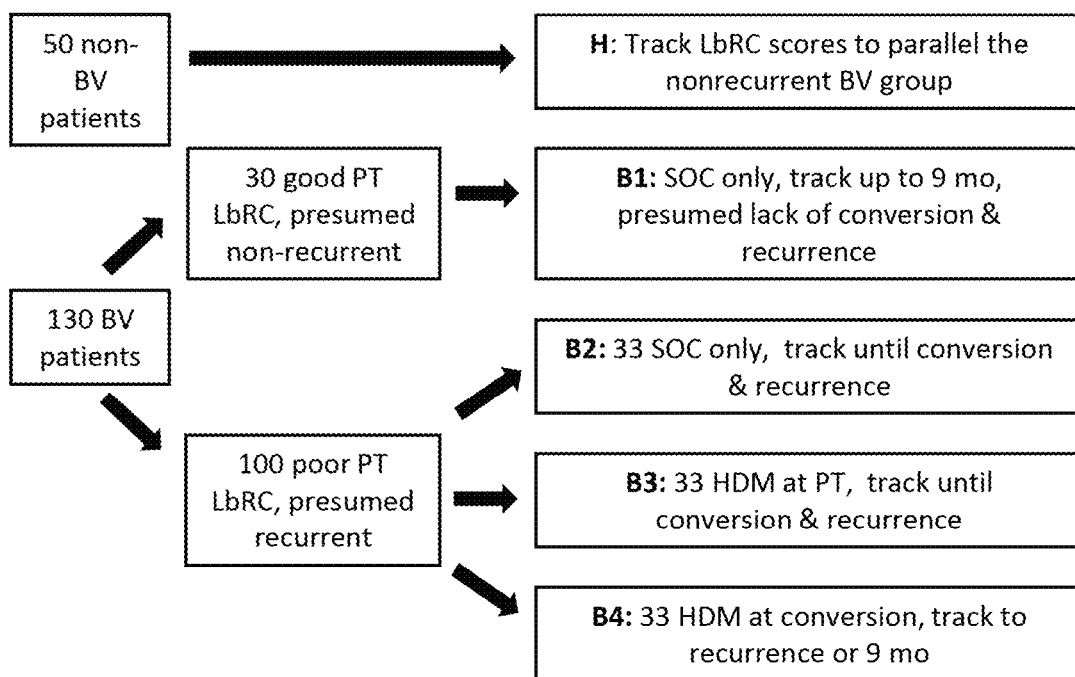 50 non-
BV
patients
H: Track LbRC scores to parallel the
nonrecurrent BV group
30 good PT
LbRC, presumed
non-recurrent
B1: SOC only, track up to 9 mo,
presumed lack of conversion &
recurrence
130 BV
patients
B2: 33 SOC only, track until conversion
& recurrence
100 poor PT
LbRC, presumed
recurrent
B3: 33 HDM at PT, track until
conversion & recurrence
B4: 33 HDM at conversion, track to
recurrence or 9 mo